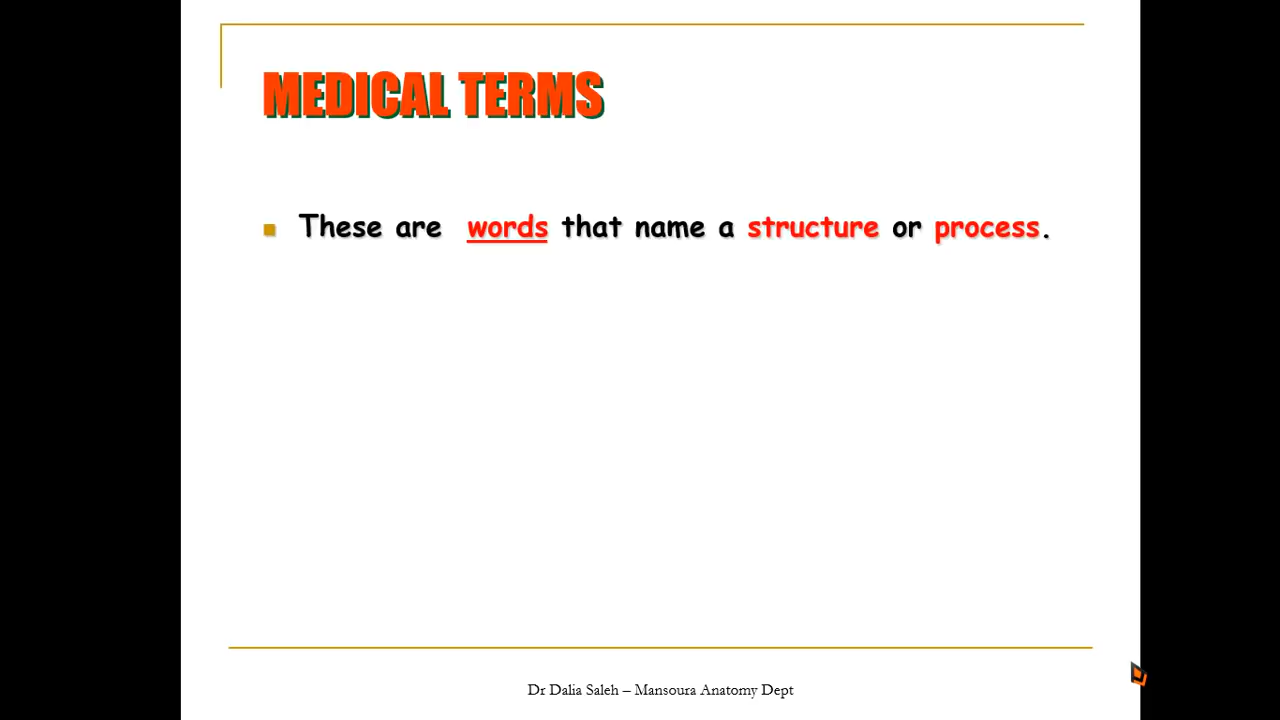 MEDICAL TERMS
These are words that name a structure or process.
Dr Dalia Saleh – Mansoura Anatomy Dept